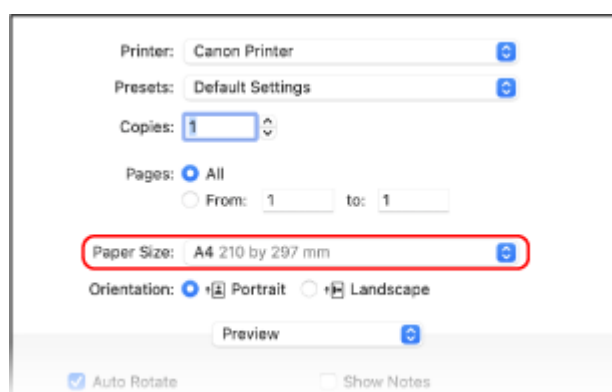 Printer: Canon Printer
Presets: Default Settings
Copies: 1
Pages: All
From: 1 to: 1
Paper Size: A4 210 by 297 mm
Orientation: Portrait Landscape
Preview
Auto Rotate Show Notes